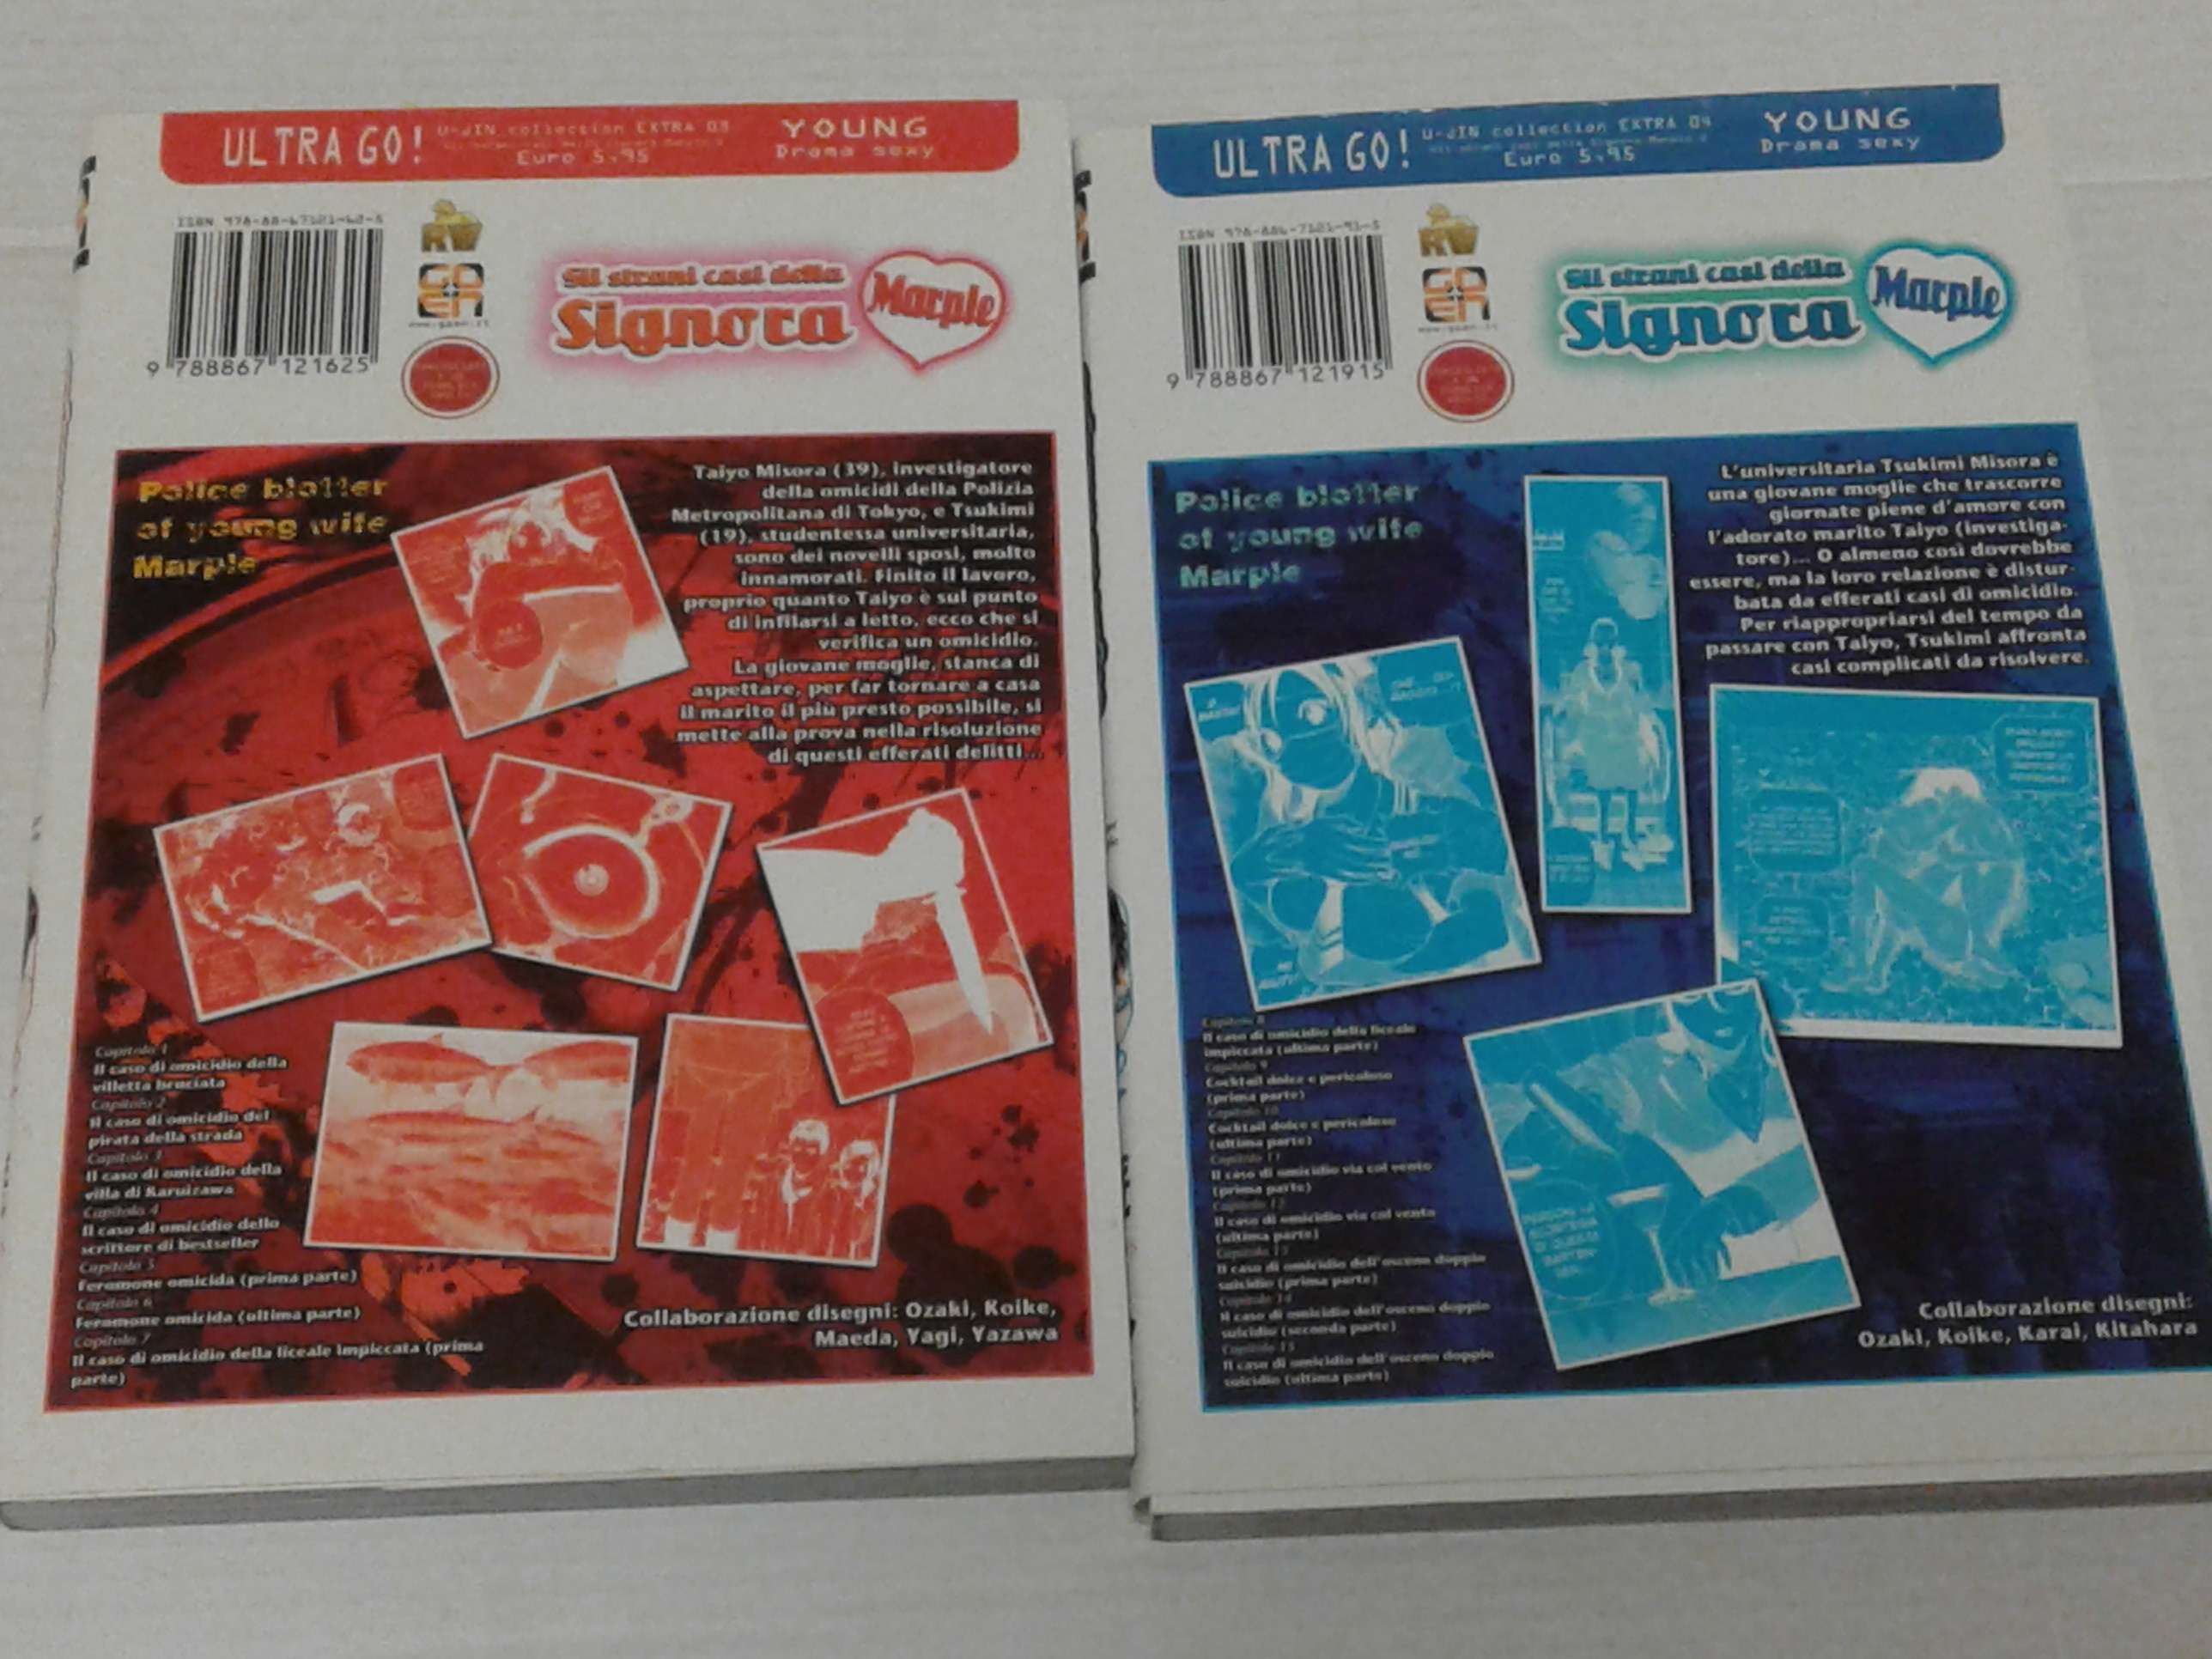 ULTRA GO!
U-JIN collection EXTRA 03
Euro 5,95
YOUNG
Drama sexy
9 788867 121625
RW
GOEN
Gli strani casi della
Signora
Marple
Police blotter
of young wife
Marple
Taiyo Misora (39), investigatore
della omicidi della Polizia
Metropolitana di Tokyo, e Tsukimi
(19), studentessa universitaria,
sono dei novelli sposi, molto
innamorati. Finito il lavoro,
proprio quanto Taiyo è sul punto
di infilarsi a letto, ecco che si
verifica un omicidio.
La giovane moglie, stanca di
aspettare, per far tornare a casa
il marito il più presto possibile, si
mette alla prova nella risoluzione
di questi efferati delitti...
Capitolo 1
Il caso di omicidio della
villetta bruciata
Capitolo 2
Il caso di omicidio del
pirata della strada
Capitolo 3
Il caso di omicidio della
villa di Karuizawa
Capitolo 4
Il caso di omicidio dello
scrittore di bestseller
Capitolo 5
Feromone omicida (prima parte)
Capitolo 6
Feromone omicida (ultima parte)
Capitolo 7
Il caso di omicidio della liceale impiccata (prima
parte)
Collaborazione disegni: Ozaki, Koike,
Maeda, Yagi, Yazawa
ULTRA GO!
U-JIN collection EXTRA 04
Euro 5,95
YOUNG
Drama sexy
ISBN 978-886-7121-91-5
9 788867 121915
RW
GOEN
Gli strani casi della
Signora
Marple
Police blotter
of young wife
Marple
L'universitaria Tsukimi Misora è
una giovane moglie che trascorre
giornate piene d'amore con
l'adorato marito Taiyo (investiga-
tore)... O almeno così dovrebbe
essere, ma la loro relazione è distur-
bata da efferati casi di omicidio.
Per riappropriarsi del tempo da
passare con Taiyo, Tsukimi affronta
casi complicati da risolvere.
Capitolo 8
Il caso di omicidio della liceale
impiccata (ultima parte)
Capitolo 9
Cocktail dolce e pericoloso
(prima parte)
Capitolo 10
Cocktail dolce e pericoloso
(ultima parte)
Capitolo 11
Il caso di omicidio via col vento
(prima parte)
Capitolo 12
Il caso di omicidio via col vento
(ultima parte)
Capitolo 13
Il caso di omicidio dell'osceno doppio
suicidio (prima parte)
Capitolo 14
Il caso di omicidio dell'osceno doppio
suicidio (seconda parte)
Capitolo 15
Il caso di omicidio dell'osceno doppio
suicidio (ultima parte)
Collaborazione disegni:
Ozaki, Koike, Karai, Kitahara